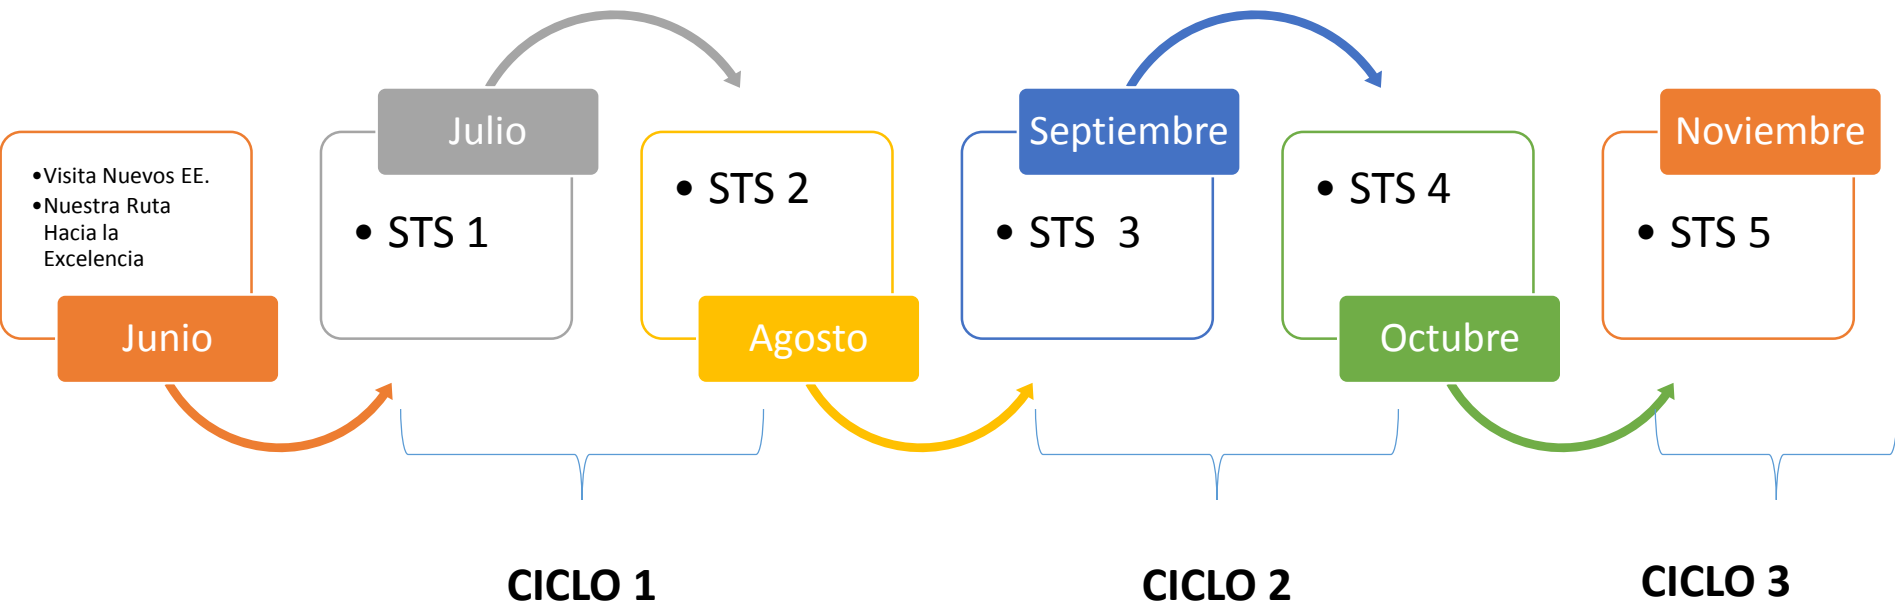 •Visita Nuevos EE.
•Nuestra Ruta
Hacia la
Excelencia
Junio
Julio
• STS 1
• STS 2
Agosto
Septiembre
• STS  3
• STS 4
Octubre
Noviembre
• STS 5
CICLO 1
CICLO 2
CICLO 3